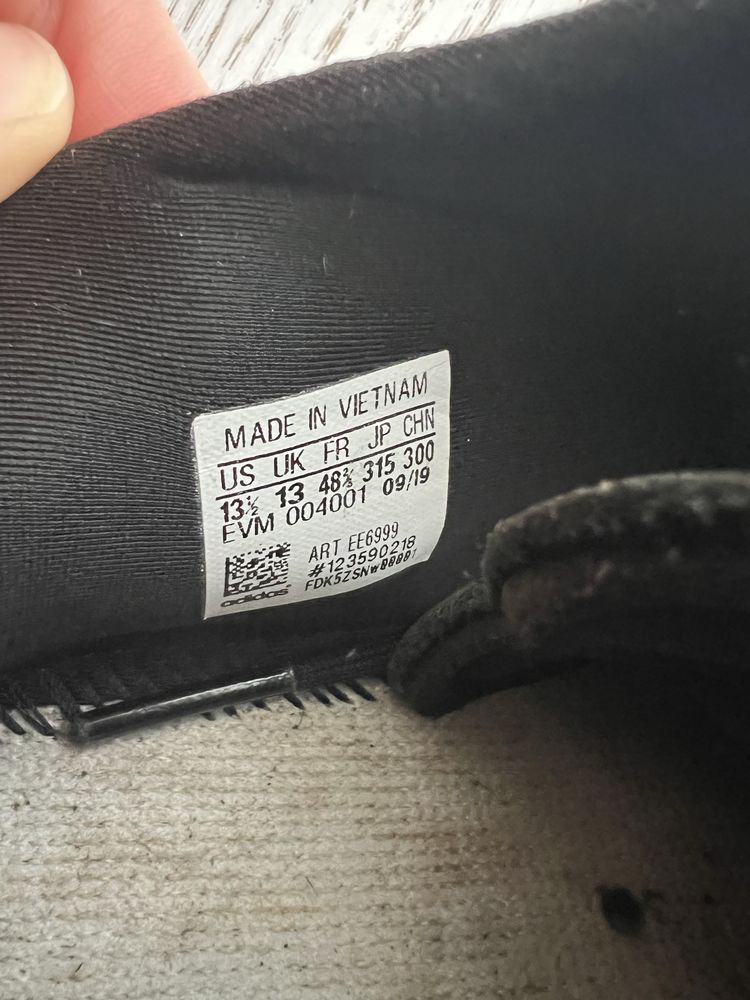 MADE IN VIETNAM
US UK FR JP CHN
13½ 13 48⅔ 315 300
EVM 004001 09/19
ART EE6999
#123590218
adidas